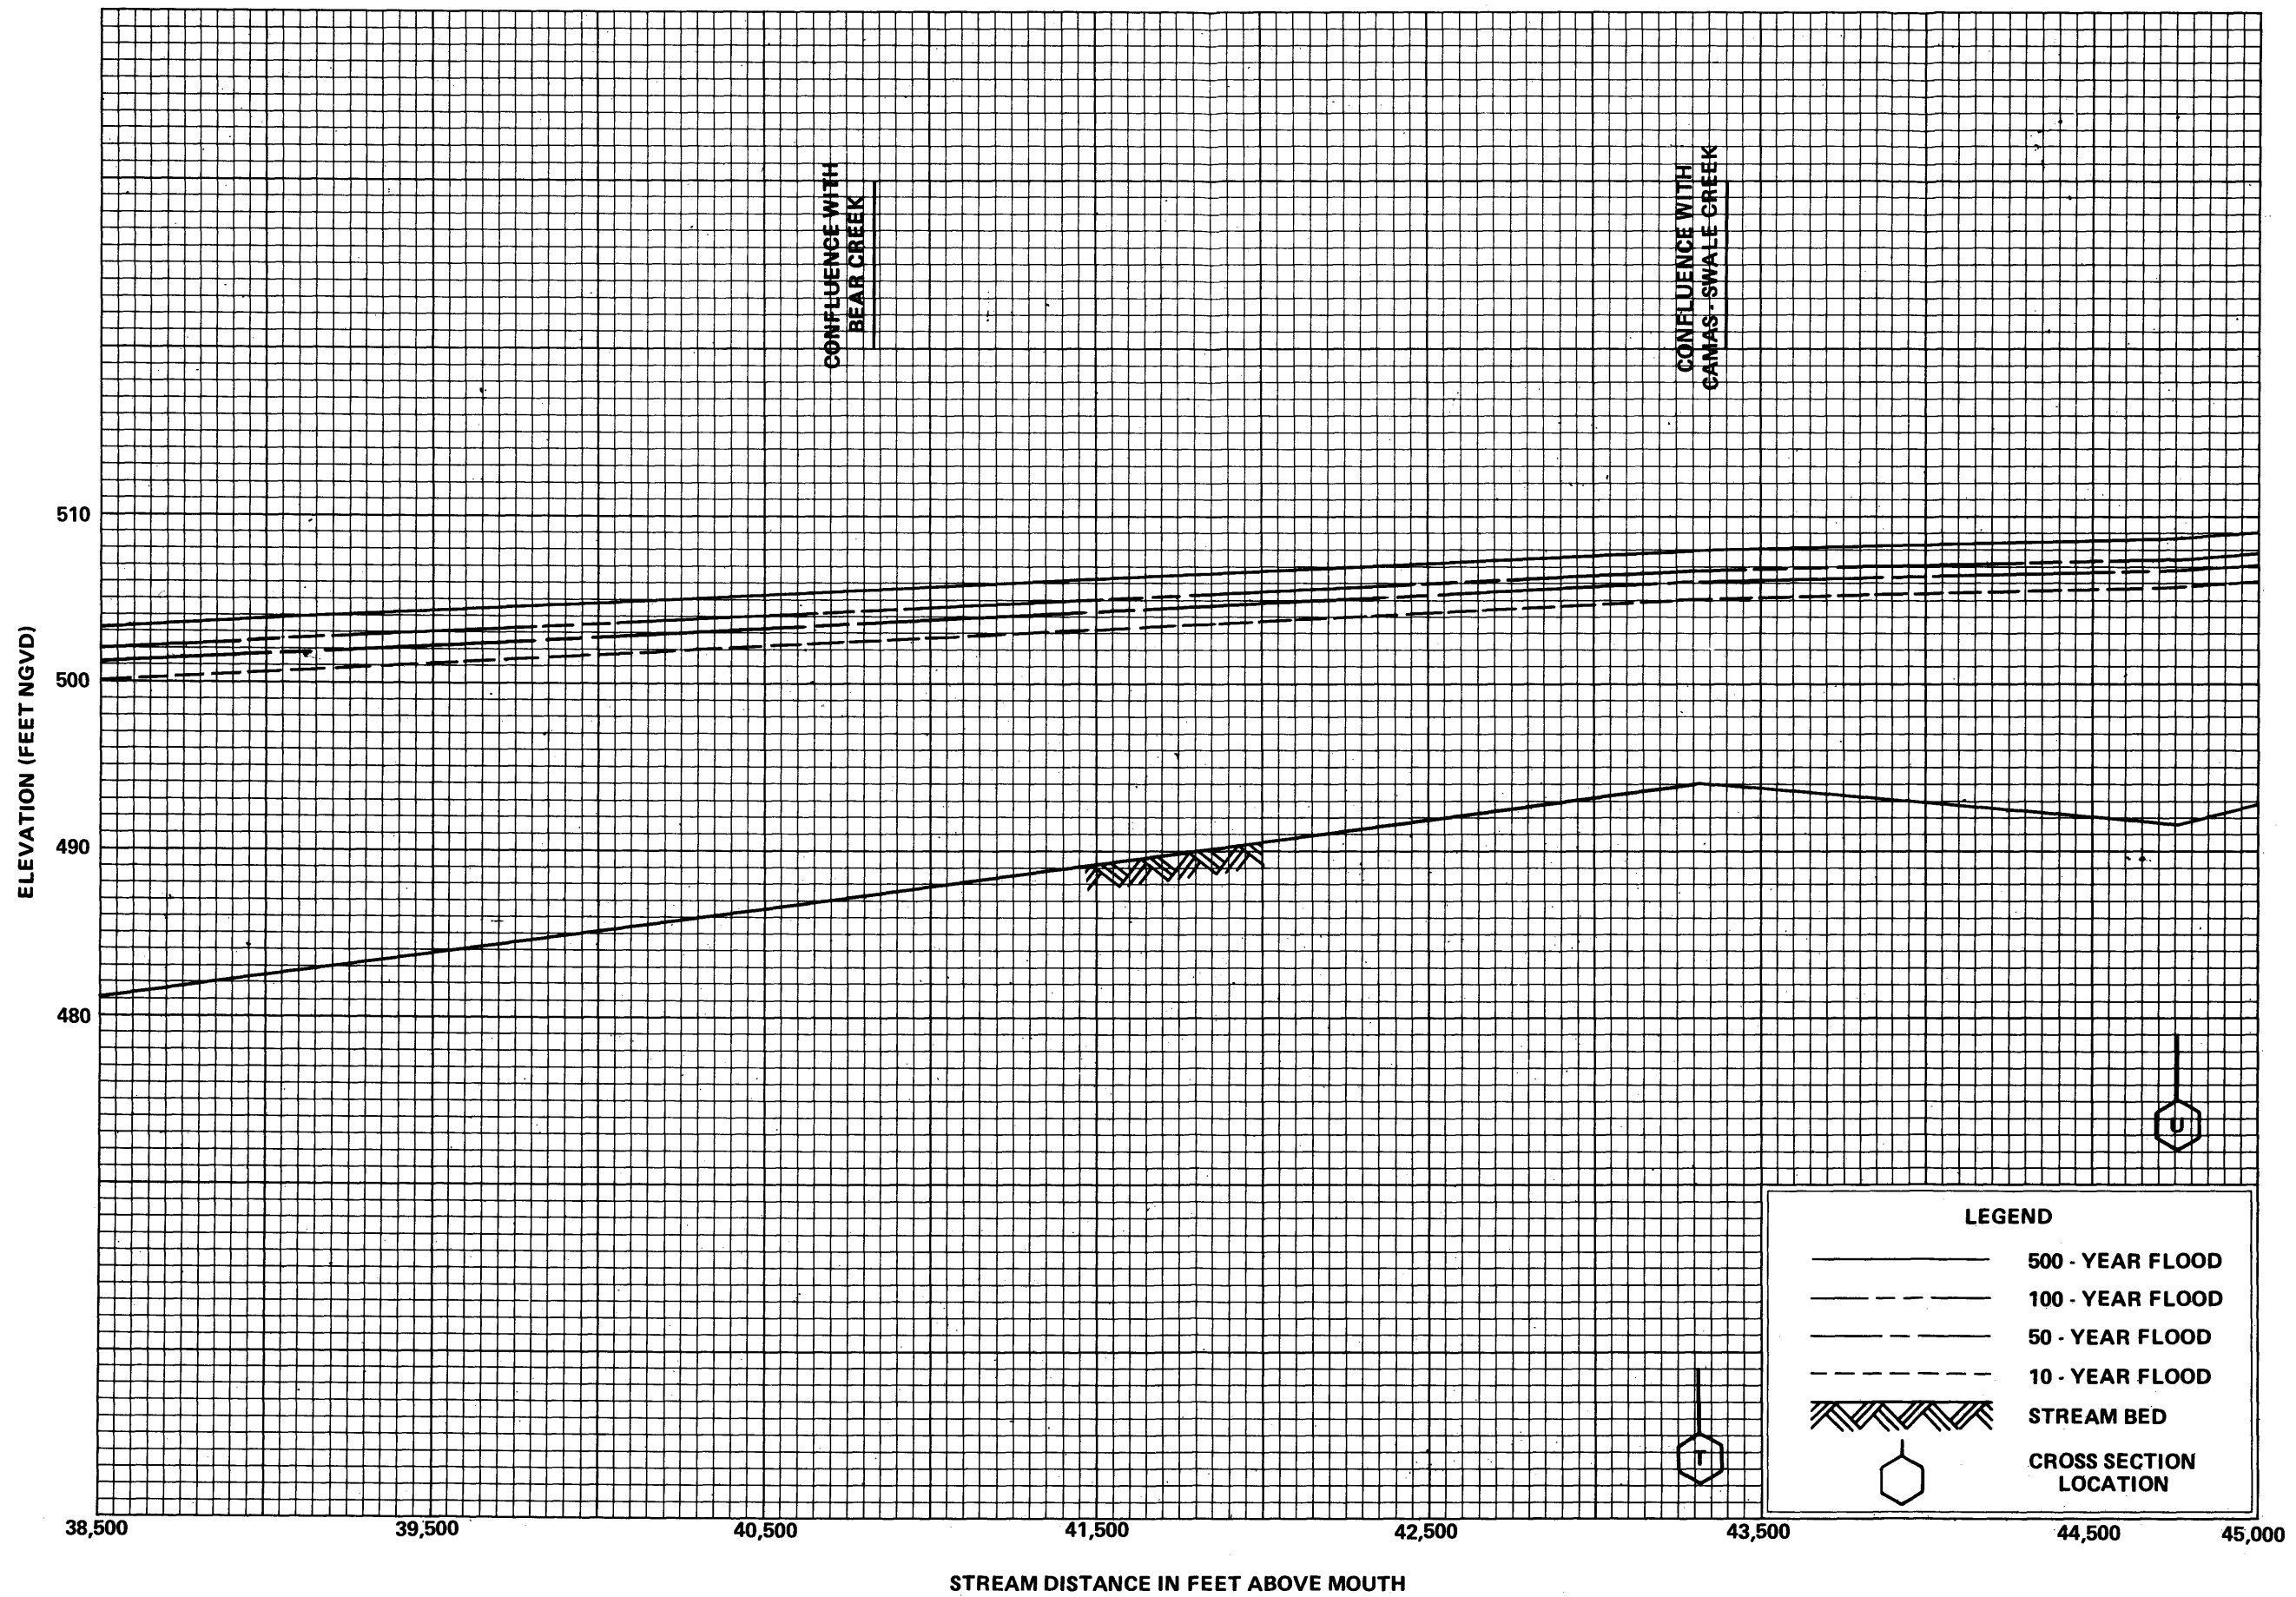 CONFLUENCE WITH
BEAR CREEK
CONFLUENCE WITH
CAMAS - SWALE CREEK
ELEVATION (FEET NGVD)
510
500
490
480
U
T
LEGEND
500 - YEAR FLOOD
100 - YEAR FLOOD
50 - YEAR FLOOD
10 - YEAR FLOOD
STREAM BED
CROSS SECTION
LOCATION
38,500 39,500 40,500 41,500 42,500 43,500 44,500 45,000
STREAM DISTANCE IN FEET ABOVE MOUTH